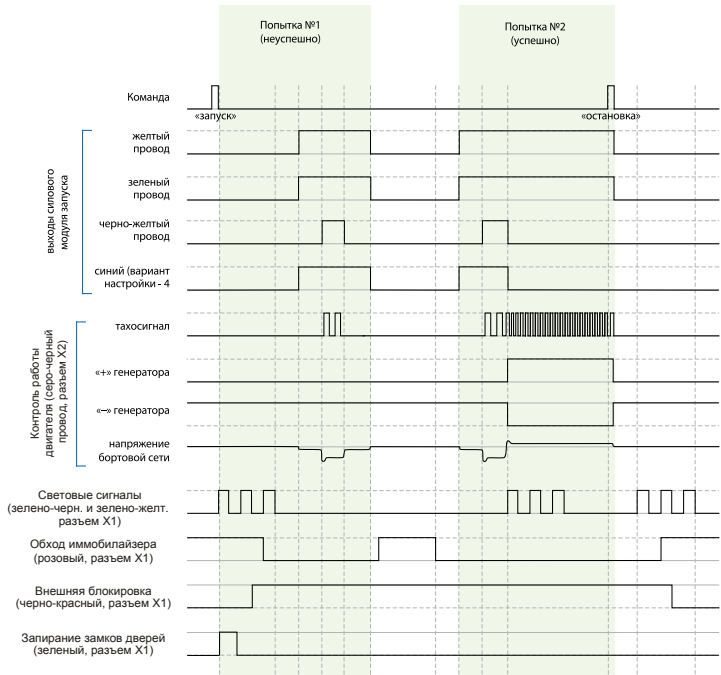 Попытка №1
(неуспешно)
Попытка №2
(успешно)
Команда
«запуск»
«остановка»
выходы силового
модуля запуска
желтый
провод
зеленый
провод
черно-желтый
провод
синий (вариант
настройки - 4
Контроль работы
двигателя (серо-черный
провод, разъем X2)
тахосигнал
«+» генератора
«–» генератора
напряжение
бортовой сети
Световые сигналы
(зелено-черн. и зелено-желт.
разъем X1)
Обход иммобилайзера
(розовый, разъем X1)
Внешняя блокировка
(черно-красный, разъем X1)
Запирание замков дверей
(зеленый, разъем X1)